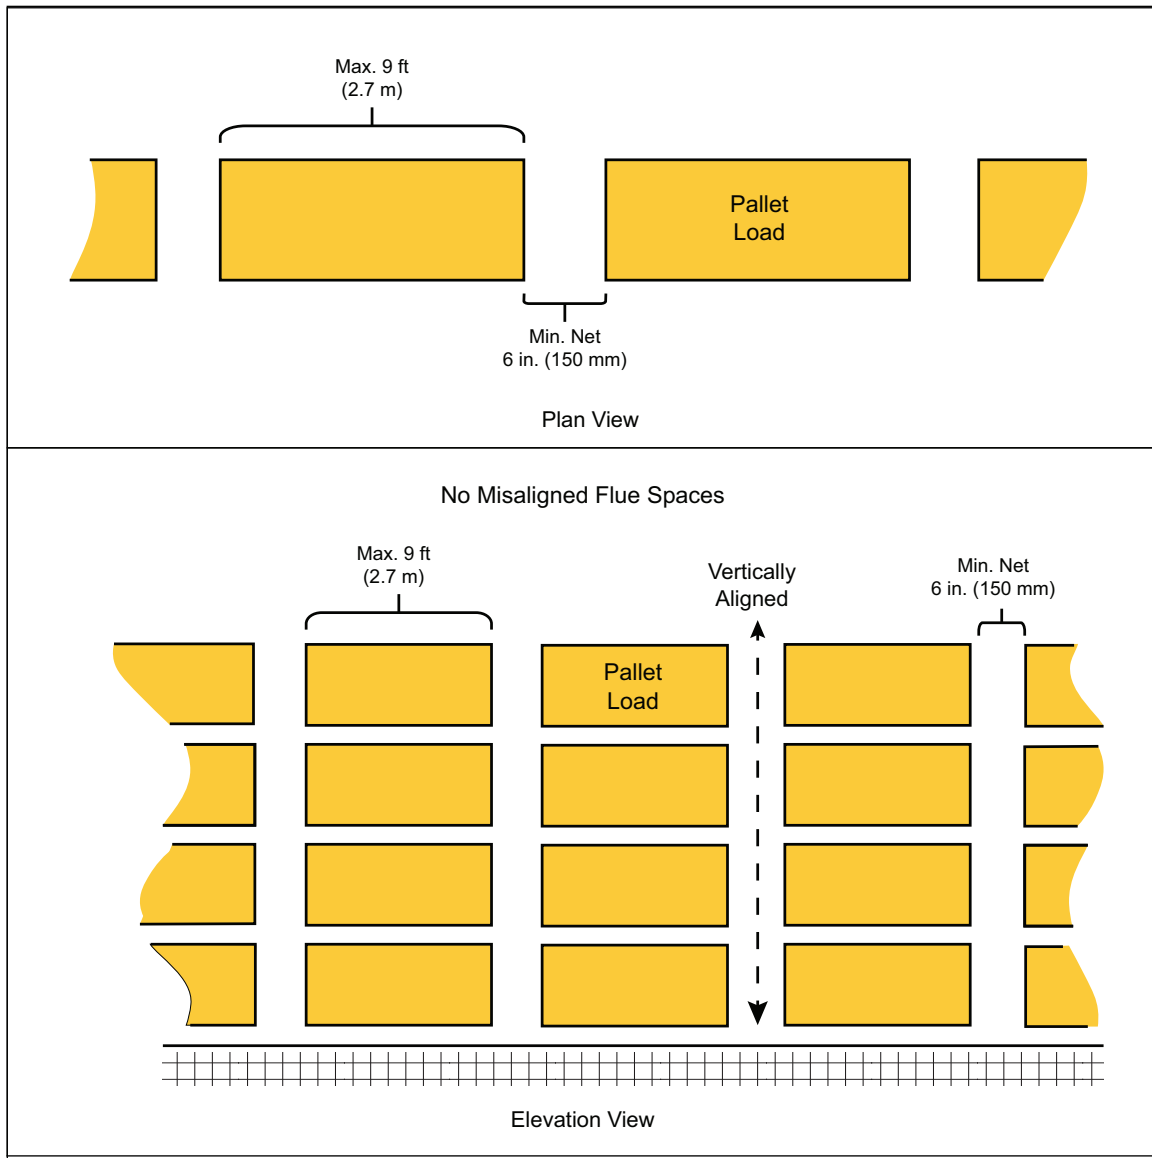 Max. 9 ft
(2.7 m)
Pallet
Load
Min. Net
6 in. (150 mm)
Plan View
No Misaligned Flue Spaces
Max. 9 ft
(2.7 m)
Vertically
Aligned
Min. Net
6 in. (150 mm)
Pallet
Load
Elevation View